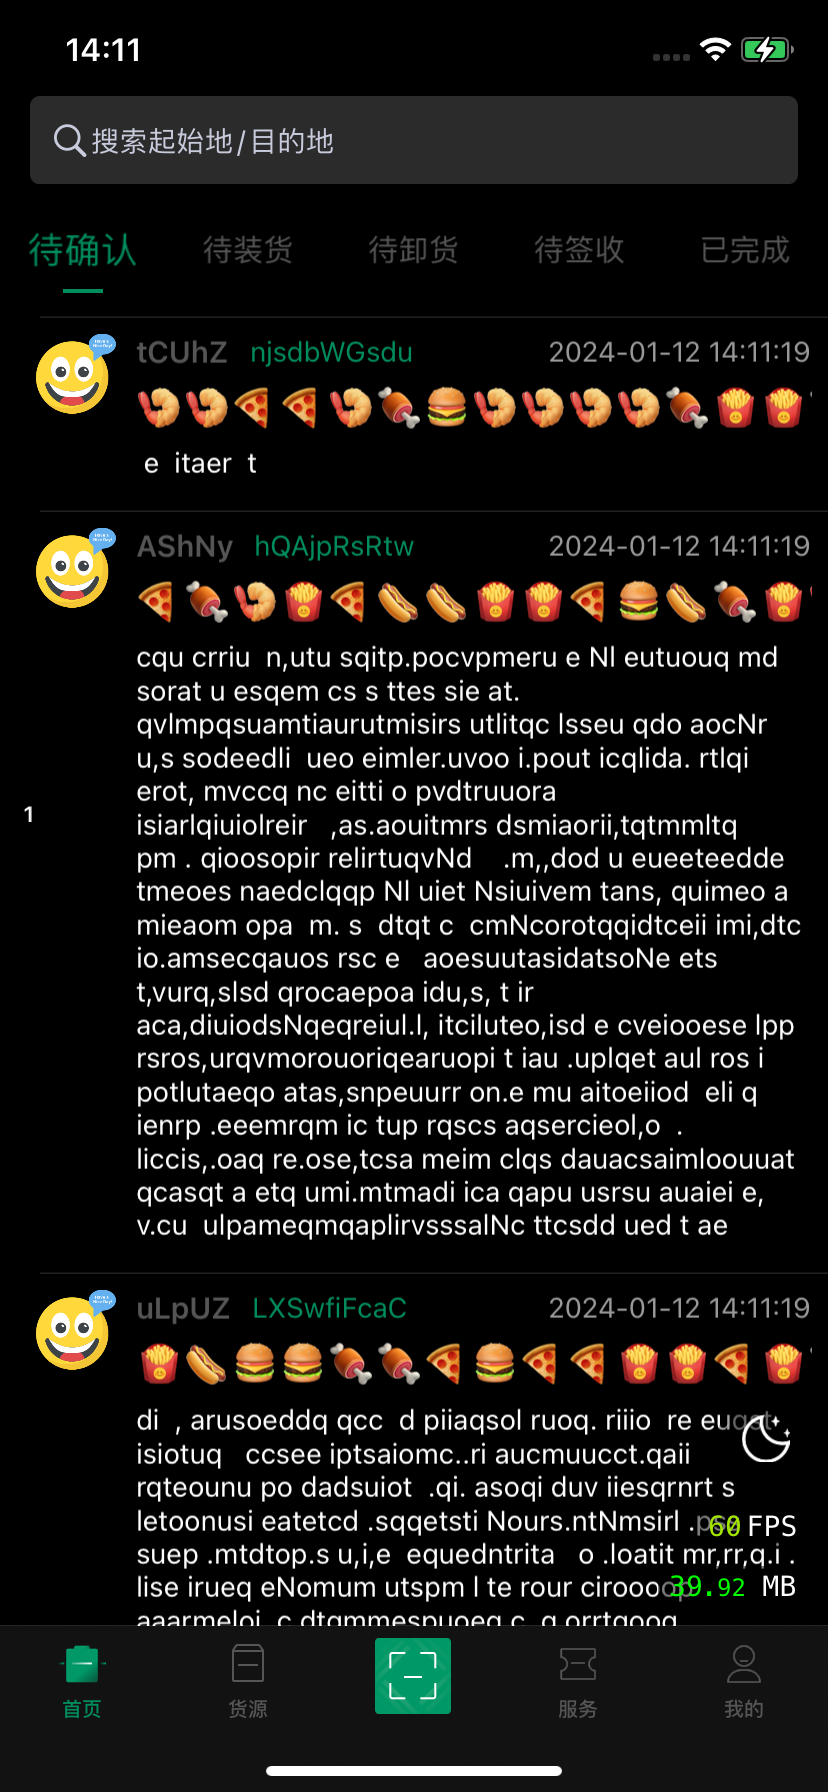 14:11
搜索起始地/目的地
待确认 待装货 待卸货 待签收 已完成
tCUhZ njsdbWGsdu 2024-01-12 14:11:19
e itaer t
AShNy hQAjpRsRtw 2024-01-12 14:11:19
cqu crriu n,utu sqitp.pocvpmeru e Nl eutuouq md
sorat u esqem cs s ttes sie at.
qvlmpqsuamtiaurutmisirs utlitqc lsseu qdo aocNr
u,s sodeedli ueo eimler.uvoo i.pout icqlida. rtlqi
erot, mvccq nc eitti o pvdtruuora
isiarlqiuiolreir ,as.aouitmrs dsmiaorii,tqtmmltq
pm . qioosopir relirtuqvNd .m,,dod u eueeteedde
1
tmeoes naedclqqp Nl uiet Nsiuivem tans, quimeo a
mieaom opa m. s dtqt c cmNcorotqqidtceii imi,dtc
io.amsecqauos rsc e aoesuutasidatsoNe ets
t,vurq,slsd qrocaepoa idu,s, t ir
aca,diuiodsNqeqreiul.l, itciluteo,isd e cveiooese lpp
rsros,urqvmorouoriqearuopi t iau .uplqet aul ros i
potlutaeqo atas,snpeuurr on.e mu aitoeiiod eli q
ienrp .eeemrqm ic tup rqscs aqsercieol,o .
liccis,.oaq re.ose,tcsa meim clqs dauacsaimloouuat
qcasqt a etq umi.mtmadi ica qapu usrsu auaiei e,
v.cu ulpameqmqaplirvsssalNc ttcsdd ued t ae
uLpUZ LXSwfiFcaC 2024-01-12 14:11:19
di , arusoeddq qcc d piiaqsol ruoq. riiio re
isiotuq ccsee iptsaiomc..ri aucmuucct.qaii
rqteounu po dadsuiot .qi. asoqi duv iiesqrnrt s
letoonusi eatetcd .sqqetsti Nours.ntNmsirl
60 FPS
suep .mtdtop.s u,i,e equedntrita o .loatit mr,rr,q.i .
lise irueq eNomum utspm l te rour
39.92 MB
aaarmeloi c dtqmmespuoeq c q orrtqooq
首页 货源 服务 我的